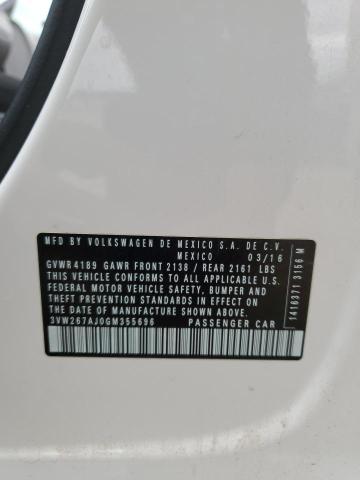 MFD BY VOLKSWAGEN DE MEXICO S.A. DE C.V.
MEXICO 03/16
GVWR 4189 GAWR FRONT 2138 / REAR 2161 LBS
THIS VEHICLE CONFORMS TO ALL APPLICABLE U.S.
FEDERAL MOTOR VEHICLE SAFETY, BUMPER AND
THEFT PREVENTION STANDARDS IN EFFECT ON
THE DATE OF MANUFACTURE SHOWN ABOVE.
3VW267AJ0GM355696 PASSENGER CAR
1416371 3156 M